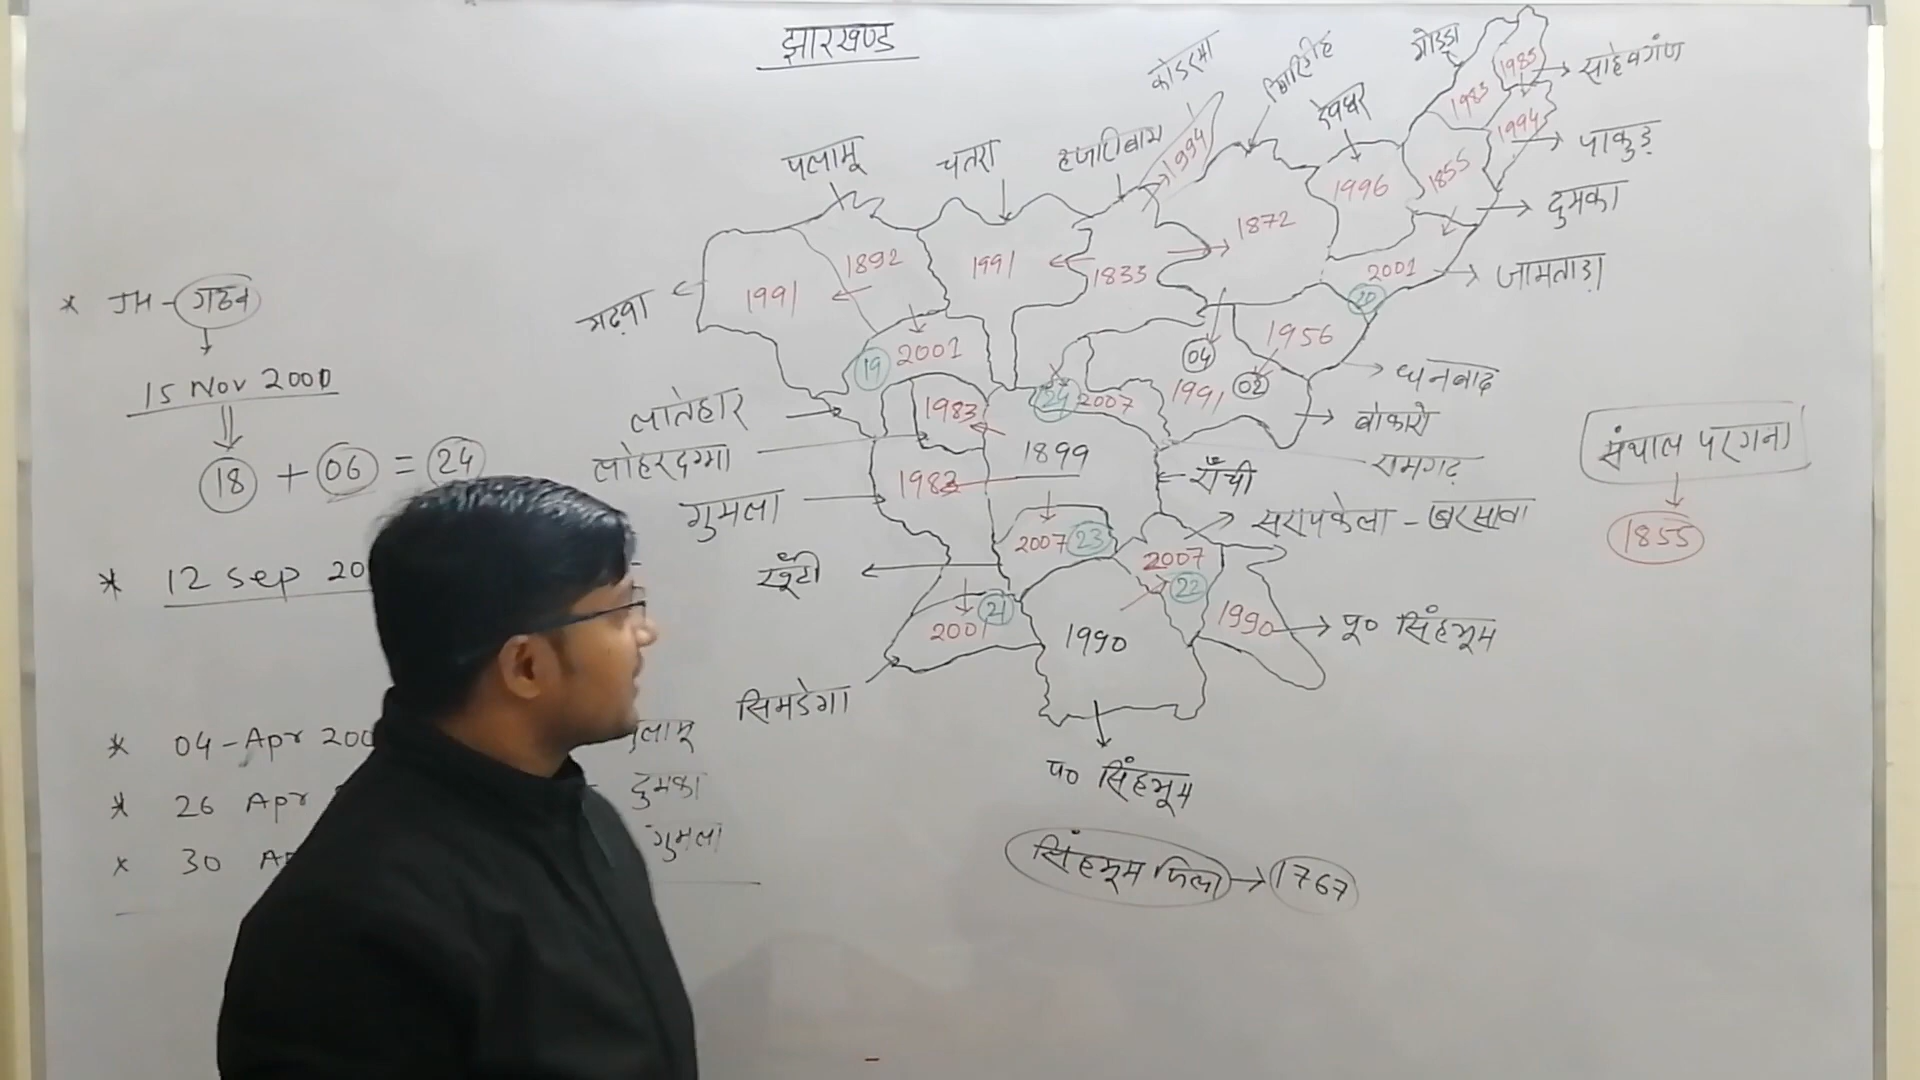 झारखण्ड
* JH - गठन
15 Nov 2000
18 + 06 = 24
* 12 Sep 20
* 04-Apr 200
लामू
* 26 Apr
दुमका
* 30 Ap
गुमला
पलामू
चतरा
हजारीबाग
कोडरमा
गिरिडीह
देवघर
गोड्डा
साहेबगंज
पाकुड़
दुमका
जामताड़ा
धनबाद
बोकारो
रामगढ़
राँची
सरायकेला - खरसावा
पू० सिंहभूम
प० सिंहभूम
सिमडेगा
खूँटी
गुमला
लोहरदग्गा
लातेहार
गढ़वा
1985
1983
1994
1994
1996
1855
1872
1892
1991
1991
1833
2001
20
1956
04
02
1991
19
2001
1983
24
2007
1899
1983
2007
23
2007
22
21
2001
1990
1990
संथाल परगना
1855
सिंहभूम जिला → 1767